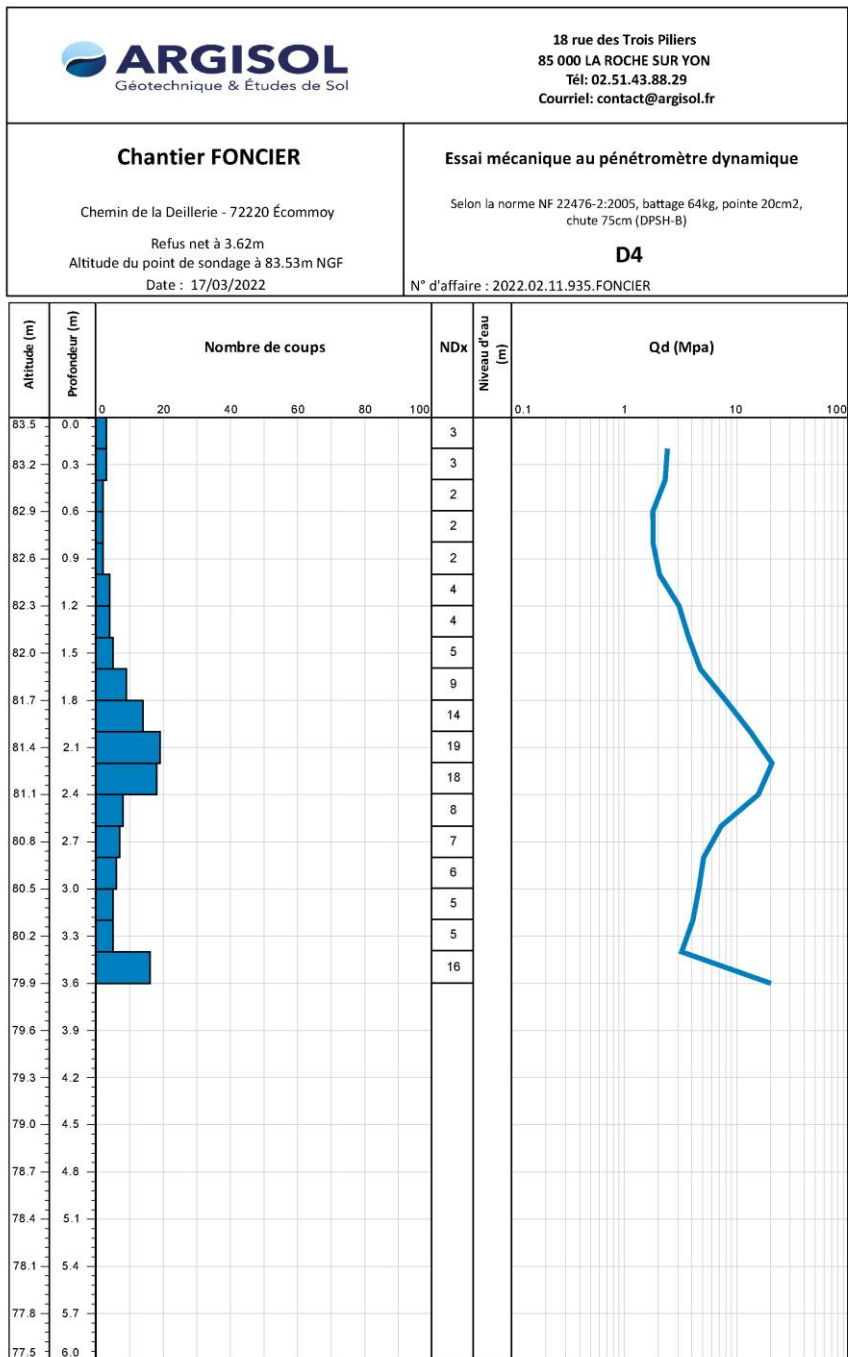 ARGISOL
Géotechnique & Études de Sol
18 rue des Trois Piliers
85 000 LA ROCHE SUR YON
Tél: 02.51.43.88.29
Courriel: contact@argisol.fr
Chantier FONCIER
Chemin de la Deillerie - 72220 Écommoy
Refus net à 3.62m
Altitude du point de sondage à 83.53m NGF
Date : 17/03/2022
Essai mécanique au pénétromètre dynamique
Selon la norme NF 22476-2:2005, battage 64kg, pointe 20cm2,
chute 75cm (DPSH-B)
D4
N° d'affaire : 2022.02.11.935.FONCIER
Altitude (m)
Profondeur (m)
Nombre de coups
NDx
Niveau d'eau
(m)
Qd (Mpa)
0 20 40 60 80 100
0.1 1 10 100
83.5 0.0
3
83.2 0.3
3
2
82.9 0.6
2
82.6 0.9
2
4
82.3 1.2
4
82.0 1.5
5
9
81.7 1.8
14
81.4 2.1
19
18
81.1 2.4
8
80.8 2.7
7
6
80.5 3.0
5
80.2 3.3
5
16
79.9 3.6
79.6 3.9
79.3 4.2
79.0 4.5
78.7 4.8
78.4 5.1
78.1 5.4
77.8 5.7
77.5 6.0